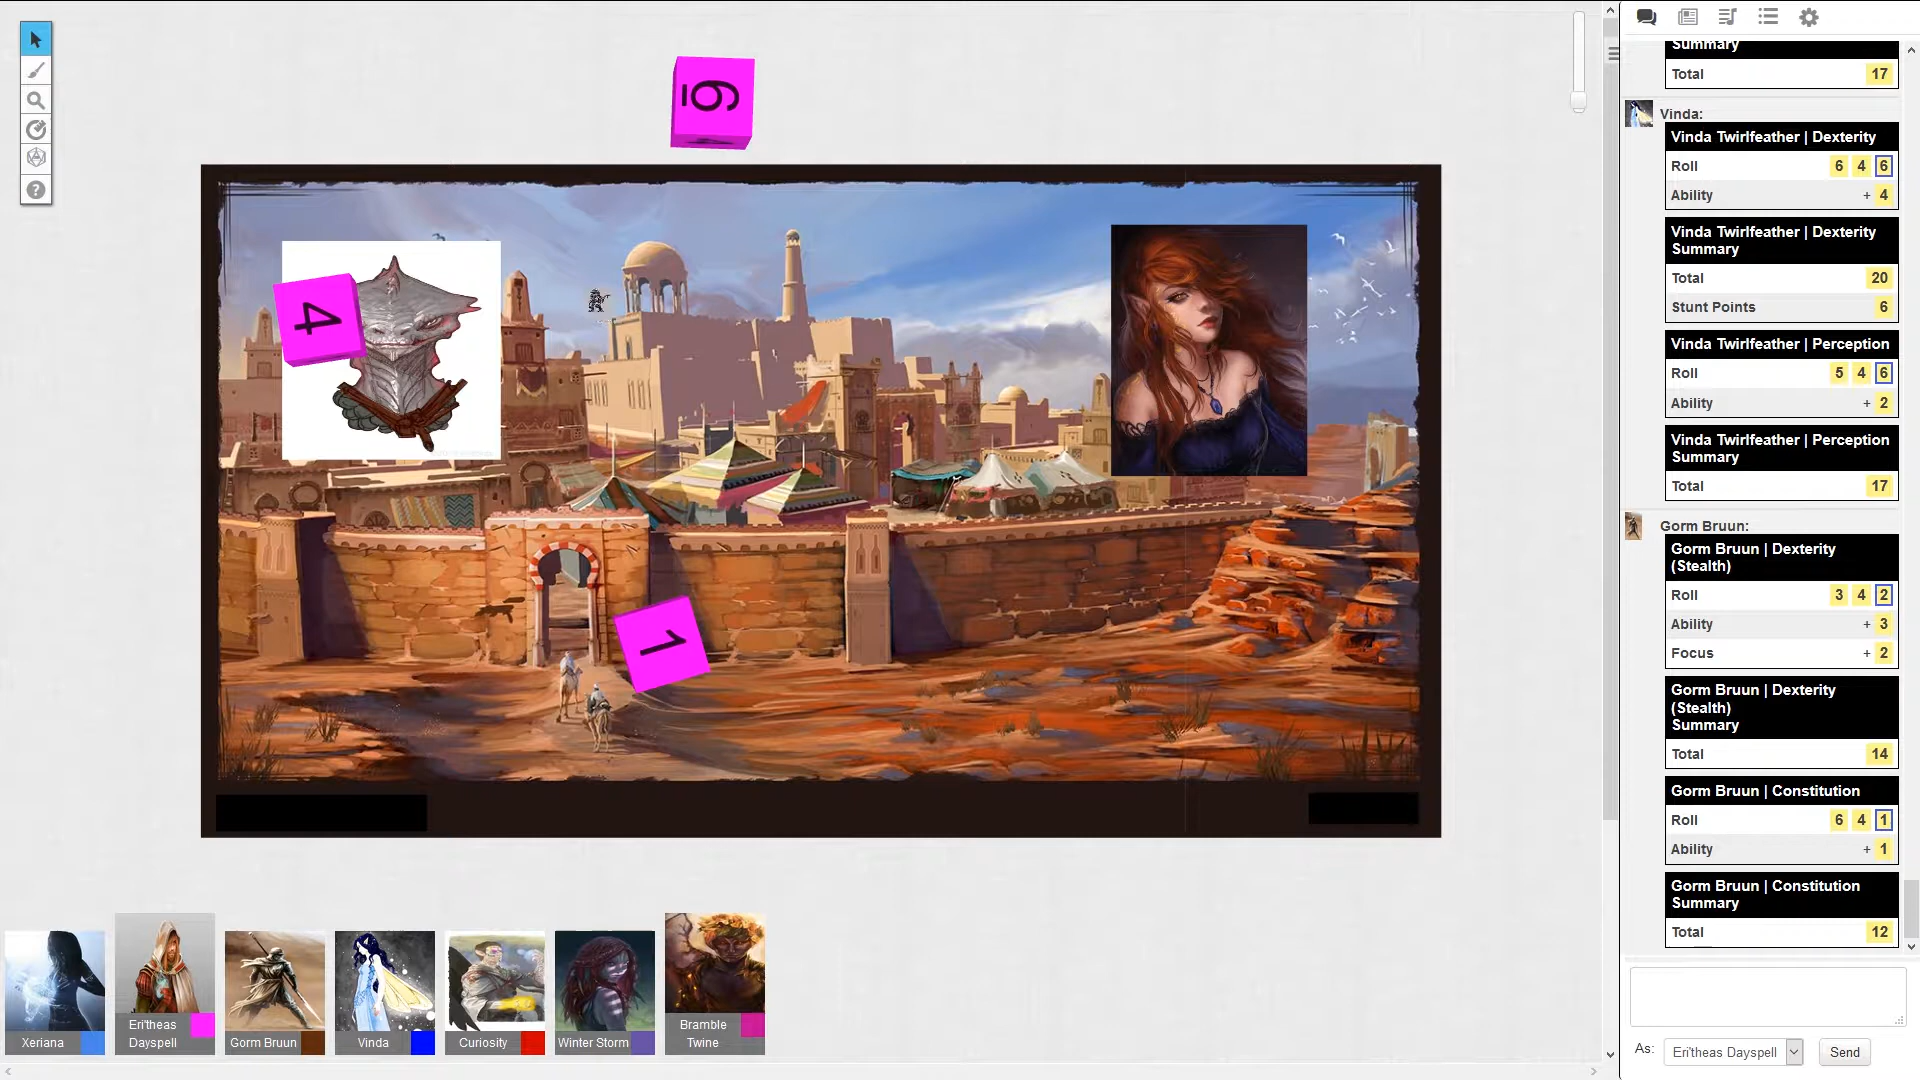 6
4
1
Summary
Total 17
Vinda:
Vinda Twirlfeather | Dexterity
Roll 6 4 6
Ability + 4
Vinda Twirlfeather | Dexterity
Summary
Total 20
Stunt Points 6
Vinda Twirlfeather | Perception
Roll 5 4 6
Ability + 2
Vinda Twirlfeather | Perception
Summary
Total 17
Gorm Bruun:
Gorm Bruun | Dexterity
(Stealth)
Roll 3 4 2
Ability + 3
Focus + 2
Gorm Bruun | Dexterity
(Stealth)
Summary
Total 14
Gorm Bruun | Constitution
Roll 6 4 1
Ability + 1
Gorm Bruun | Constitution
Summary
Total 12
As: Eri'theas Dayspell Send
Xeriana
Eri'theas
Dayspell
Gorm Bruun
Vinda
Curiosity
Winter Storm
Bramble
Twine